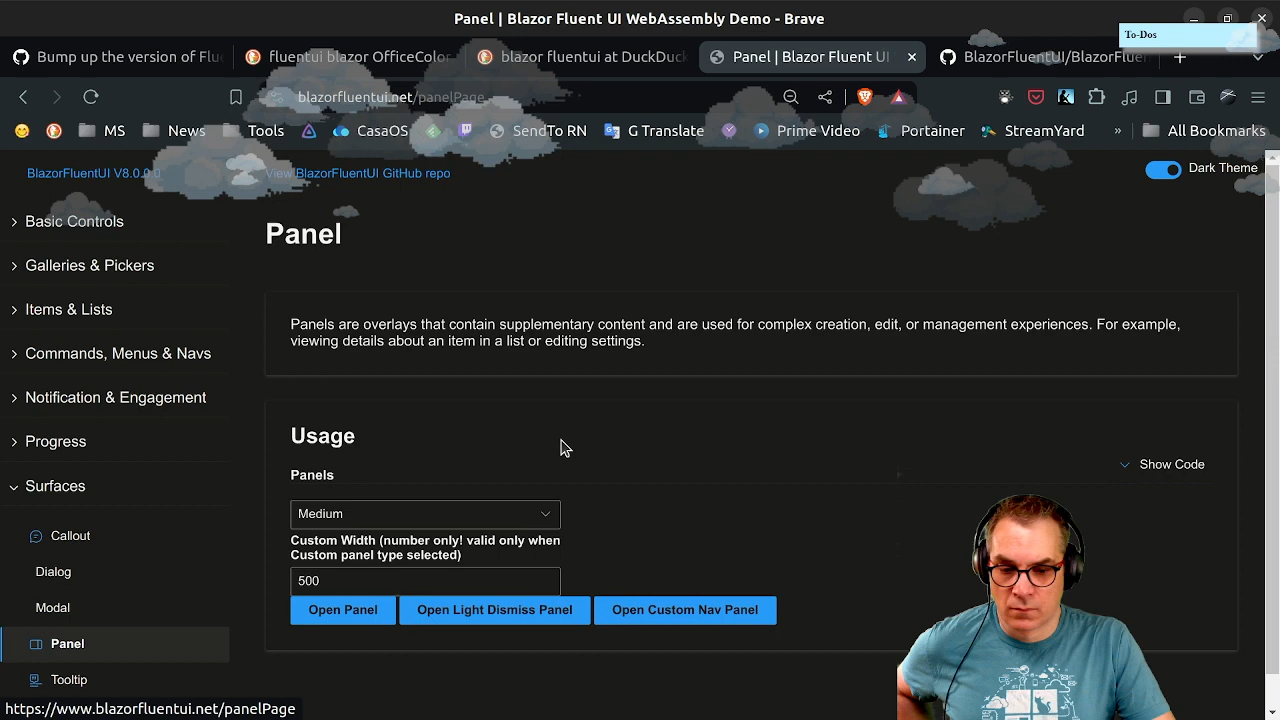 Panel | Blazor Fluent UI WebAssembly Demo - Brave
To-Dos
Bump up the version of Flue
fluentui blazor OfficeColor
blazor fluentui at DuckDuck
Panel | Blazor Fluent UI
BlazorFluentUI/BlazorFluen
blazorfluentui.net/panelPage
MS
News
Tools
CasaOS
SendTo RN
G Translate
Prime Video
Portainer
StreamYard
»
All Bookmarks
BlazorFluentUI V8.0.0.0
View BlazorFluentUI GitHub repo
Dark Theme
Basic Controls
Galleries & Pickers
Items & Lists
Commands, Menus & Navs
Notification & Engagement
Progress
Surfaces
Callout
Dialog
Modal
Panel
Tooltip
Panel
Panels are overlays that contain supplementary content and are used for complex creation, edit, or management experiences. For example,
viewing details about an item in a list or editing settings.
Usage
Panels
Show Code
Medium
Custom Width (number only! valid only when
Custom panel type selected)
500
Open Panel
Open Light Dismiss Panel
Open Custom Nav Panel
https://www.blazorfluentui.net/panelPage